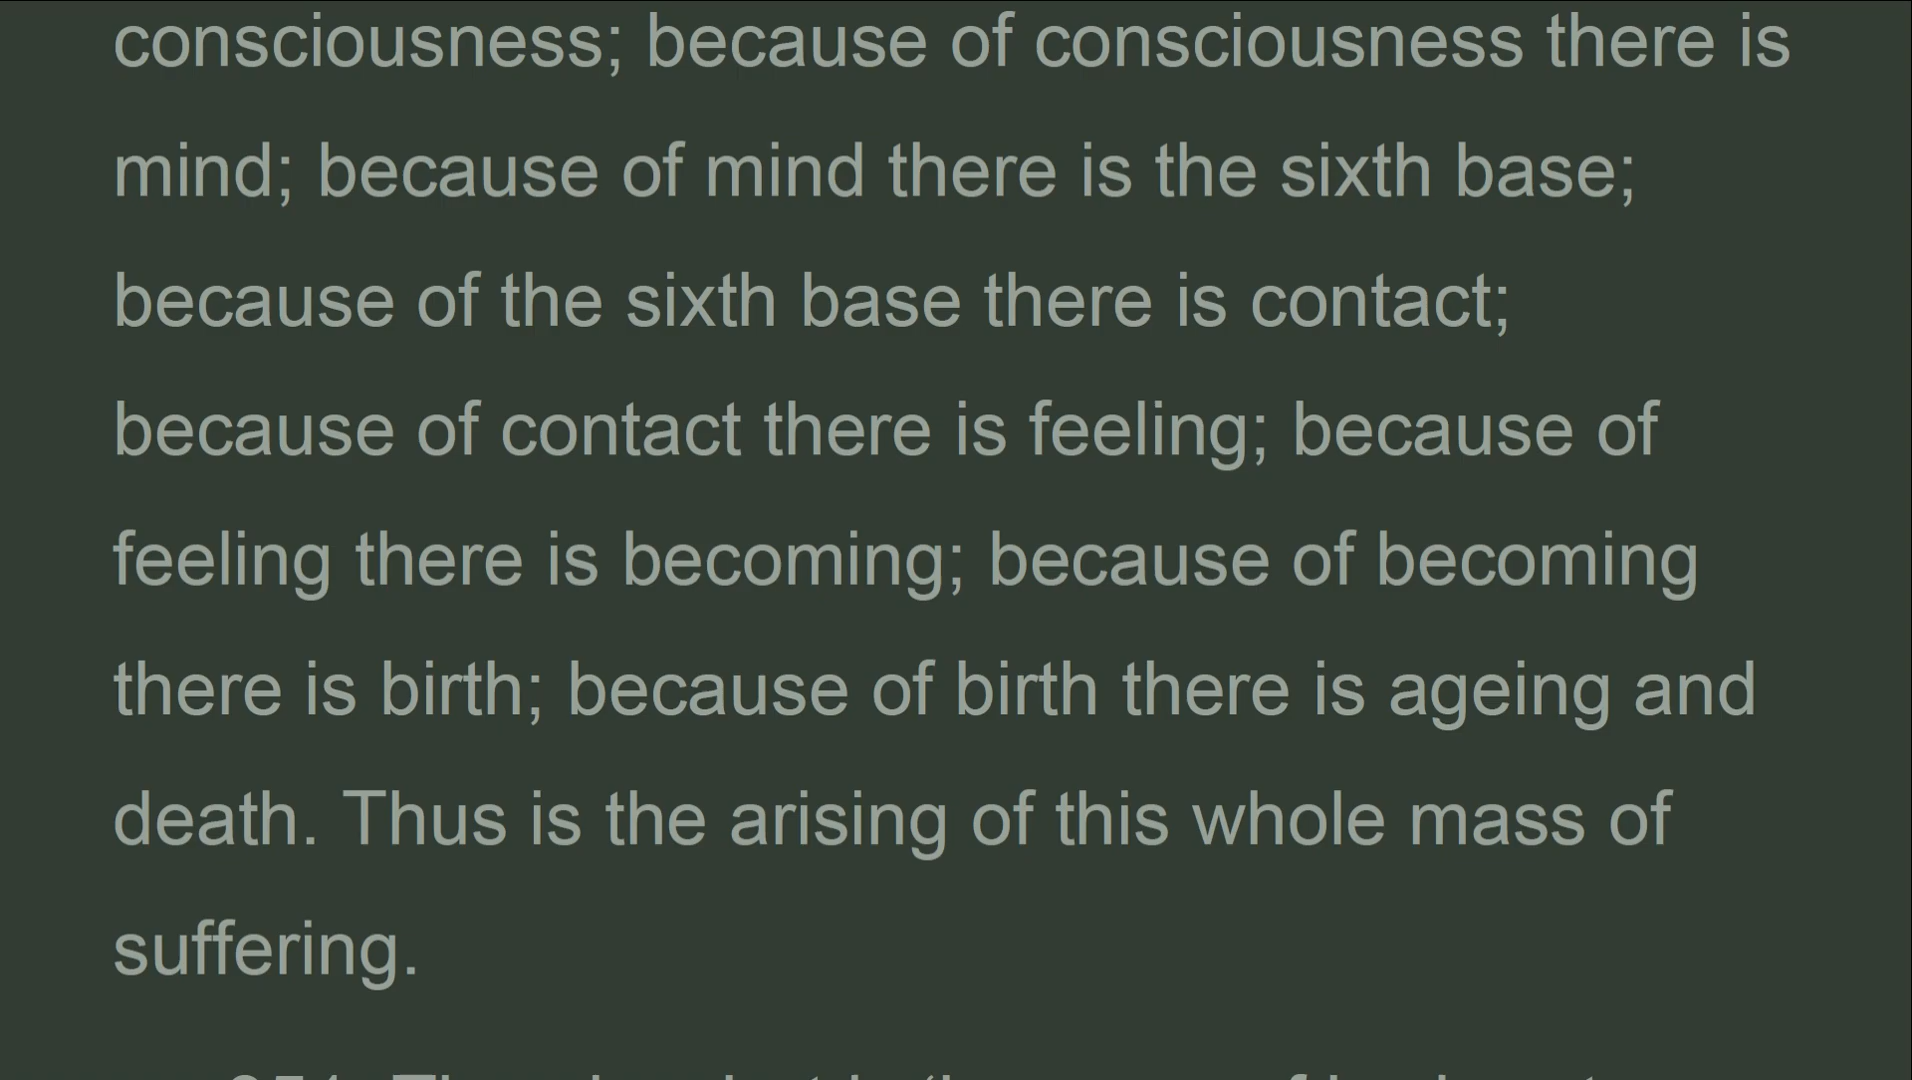 consciousness; because of consciousness there is
mind; because of mind there is the sixth base;
because of the sixth base there is contact;
because of contact there is feeling; because of
feeling there is becoming; because of becoming
there is birth; because of birth there is ageing and
death. Thus is the arising of this whole mass of
suffering.